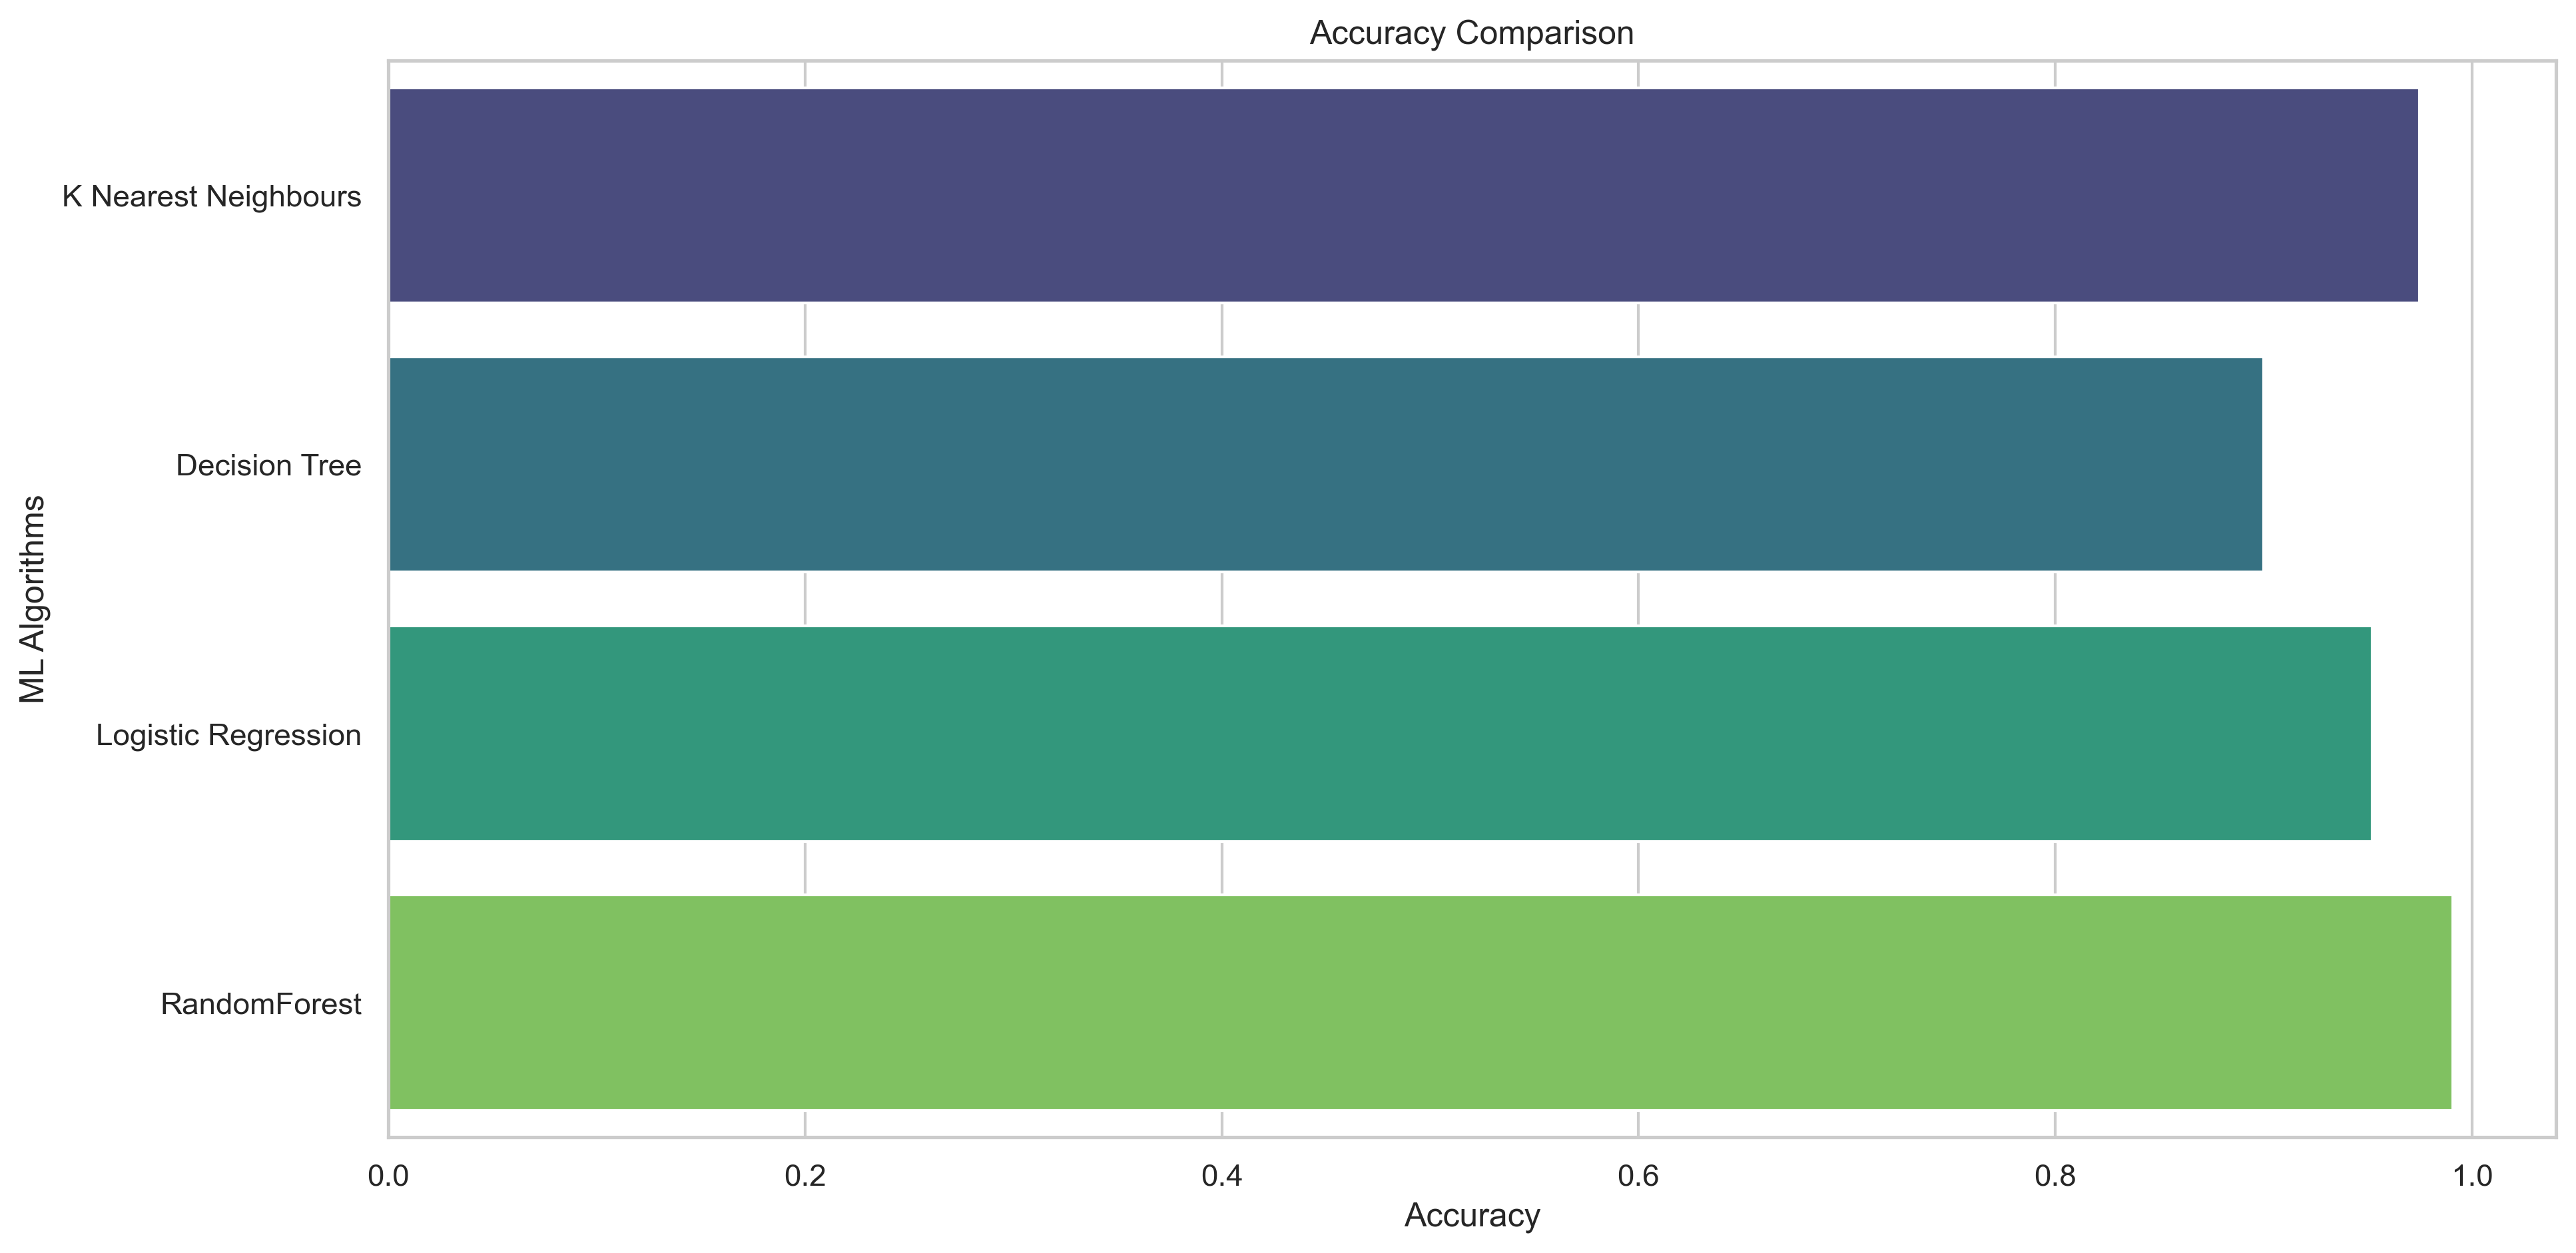 Accuracy Comparison
K Nearest Neighbours
Decision Tree
Logistic Regression
RandomForest
ML Algorithms
0.0 0.2 0.4 0.6 0.8 1.0
Accuracy